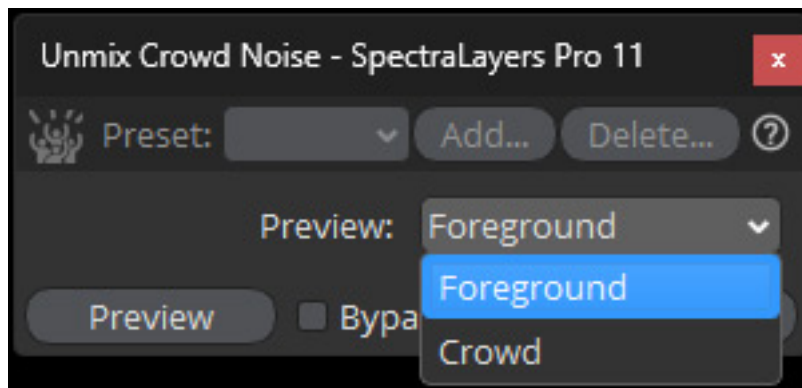 Unmix Crowd Noise - SpectraLayers Pro 11 x
Preset: Add... Delete... ?
Preview: Foreground
Foreground
Preview Bypa
Crowd